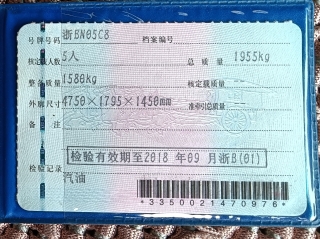 号牌号码 浙BN05C8 档案编号
核定载人数 5人 总 质 量 1955kg
整备质量 1580kg 核定载质量 --
外廓尺寸 4750×1795×1450mm 准牵引总质量 --
备 注
检验有效期至2018 年09 月浙B(01)
检验记录
汽油
*3350021470976*